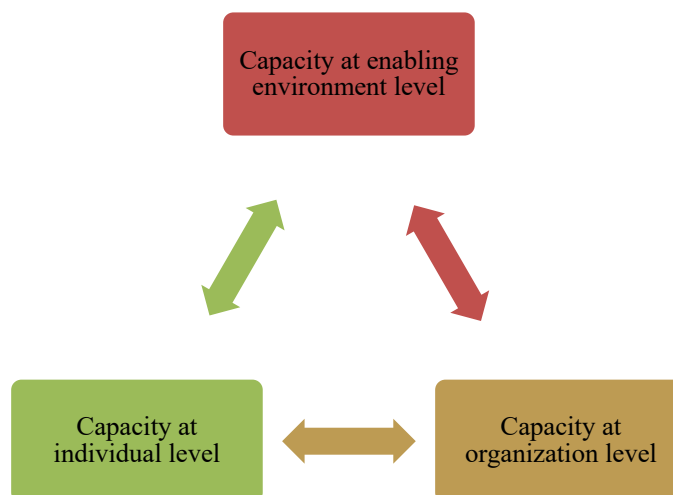 Capacity at enabling
environment level
Capacity at
individual level
Capacity at
organization level